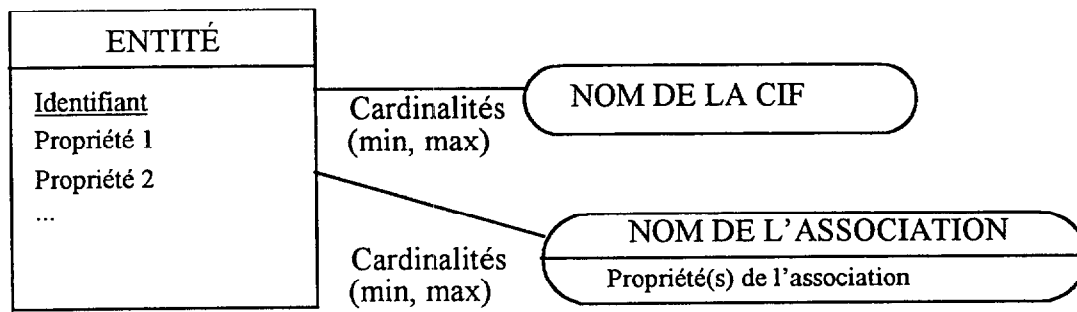 ENTITÉ
Identifiant
Propriété 1
Propriété 2
...
Cardinalités
(min, max)
NOM DE LA CIF
Cardinalités
(min, max)
NOM DE L'ASSOCIATION
Propriété(s) de l'association